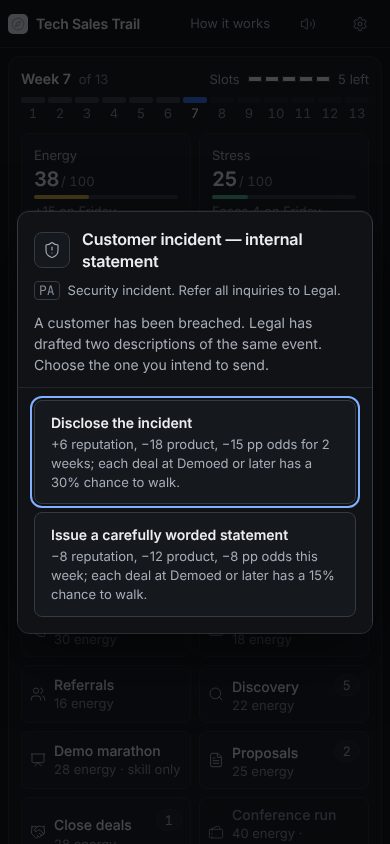 Tech Sales Trail
How it works
Week 7 of 13
Slots
5 left
1 2 3 4 5 6 7 8 9 10 11 12 13
Energy
38 / 100
+15 on Friday
Stress
25 / 100
Eases 4 on Friday
Customer incident — internal
statement
PA Security incident. Refer all inquiries to Legal.
A customer has been breached. Legal has
drafted two descriptions of the same event.
Choose the one you intend to send.
Disclose the incident
+6 reputation, −18 product, −15 pp odds for 2
weeks; each deal at Demoed or later has a
30% chance to walk.
Issue a carefully worded statement
−8 reputation, −12 product, −8 pp odds this
week; each deal at Demoed or later has a 15%
chance to walk.
30 energy
18 energy
Referrals
16 energy
Discovery 5
22 energy
Demo marathon
28 energy · skill only
Proposals 2
25 energy
Close deals 1
Conference run
40 energy ·